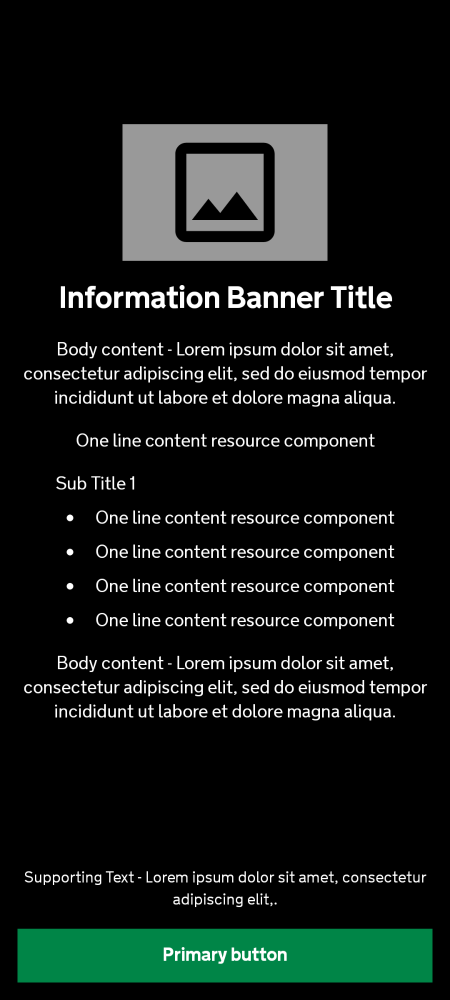 Information Banner Title
Body content - Lorem ipsum dolor sit amet,
consectetur adipiscing elit, sed do eiusmod tempor
incididunt ut labore et dolore magna aliqua.
One line content resource component
Sub Title 1
• One line content resource component
• One line content resource component
• One line content resource component
• One line content resource component
Body content - Lorem ipsum dolor sit amet,
consectetur adipiscing elit, sed do eiusmod tempor
incididunt ut labore et dolore magna aliqua.
Supporting Text - Lorem ipsum dolor sit amet, consectetur
adipiscing elit,.
Primary button